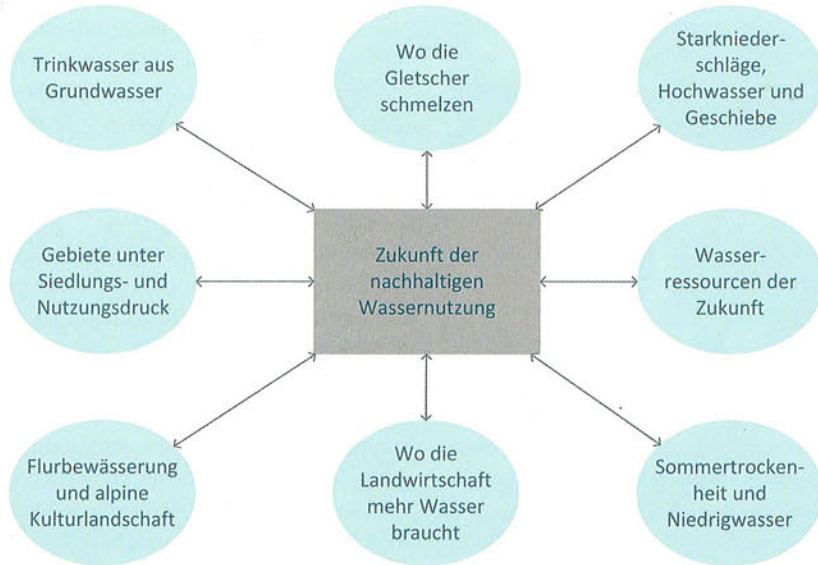 Trinkwasser aus
Grundwasser
Wo die
Gletscher
schmelzen
Starknieder-
schläge,
Hochwasser und
Geschiebe
Gebiete unter
Siedlungs- und
Nutzungsdruck
Zukunft der
nachhaltigen
Wassernutzung
Wasser-
ressourcen der
Zukunft
Flurbewässerung
und alpine
Kulturlandschaft
Wo die
Landwirtschaft
mehr Wasser
braucht
Sommertrocken-
heit und
Niedrigwasser